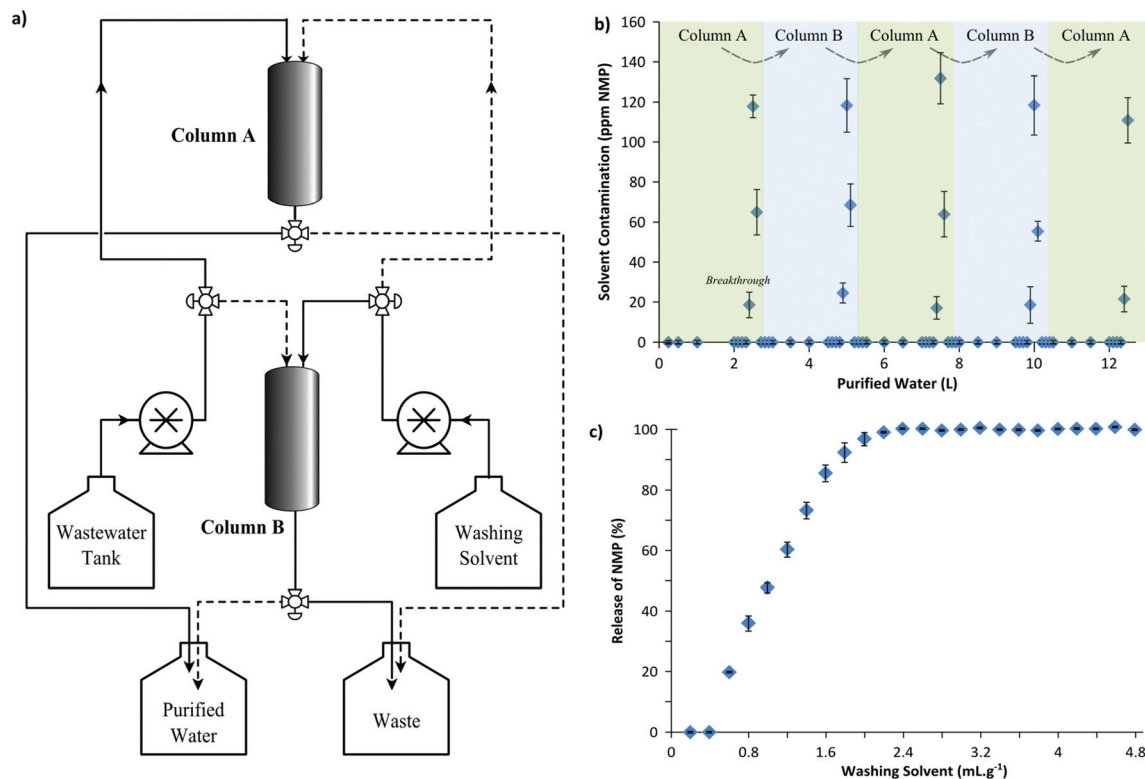 a)
Column A
Column B
Wastewater
Tank
Washing
Solvent
Purified
Water
Waste
b)
Solvent Contamination (ppm NMP)
160
140
120
100
80
60
40
20
0
Column A
Column B
Column A
Column B
Column A
Breakthrough
0 2 4 6 8 10 12
Purified Water (L)
c)
Release of NMP (%)
100
80
60
40
20
0
0 0.8 1.6 2.4 3.2 4 4.8
Washing Solvent (mL.g⁻¹)